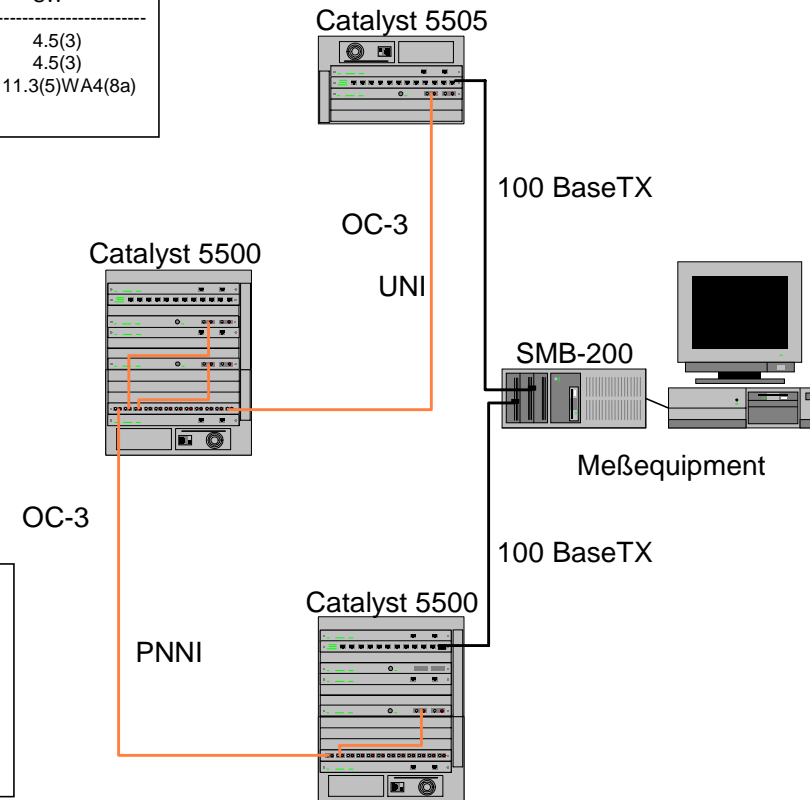 Catalyst 5505
----------------------
4.5(3)
4.5(3)
11.3(5)WA4(8a)
100 BaseTX
OC-3
Catalyst 5500
UNI
SMB-200
Meßequipment
OC-3
100 BaseTX
Catalyst 5500
PNNI